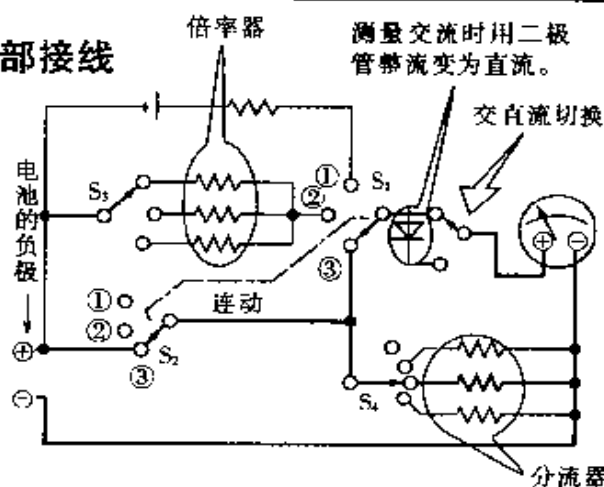 部接线
倍率器
测量交流时用二极
管整流变为直流。
交直流切换
电池的负极
S₃
①
S₁
②
③
连动
①
②
③
S₂
S₄
⊕
⊖
⊕
⊖
分流器